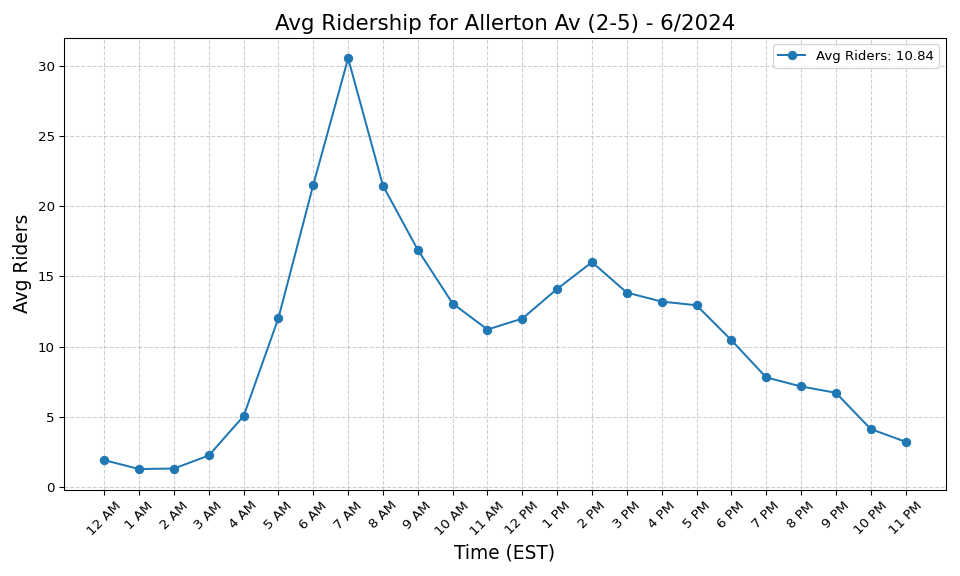 Avg Ridership for Allerton Av (2-5) - 6/2024
Avg Riders: 10.84
Avg Riders
30
25
20
15
10
5
0
12 AM
1 AM
2 AM
3 AM
4 AM
5 AM
6 AM
7 AM
8 AM
9 AM
10 AM
11 AM
12 PM
1 PM
2 PM
3 PM
4 PM
5 PM
6 PM
7 PM
8 PM
9 PM
10 PM
11 PM
Time (EST)